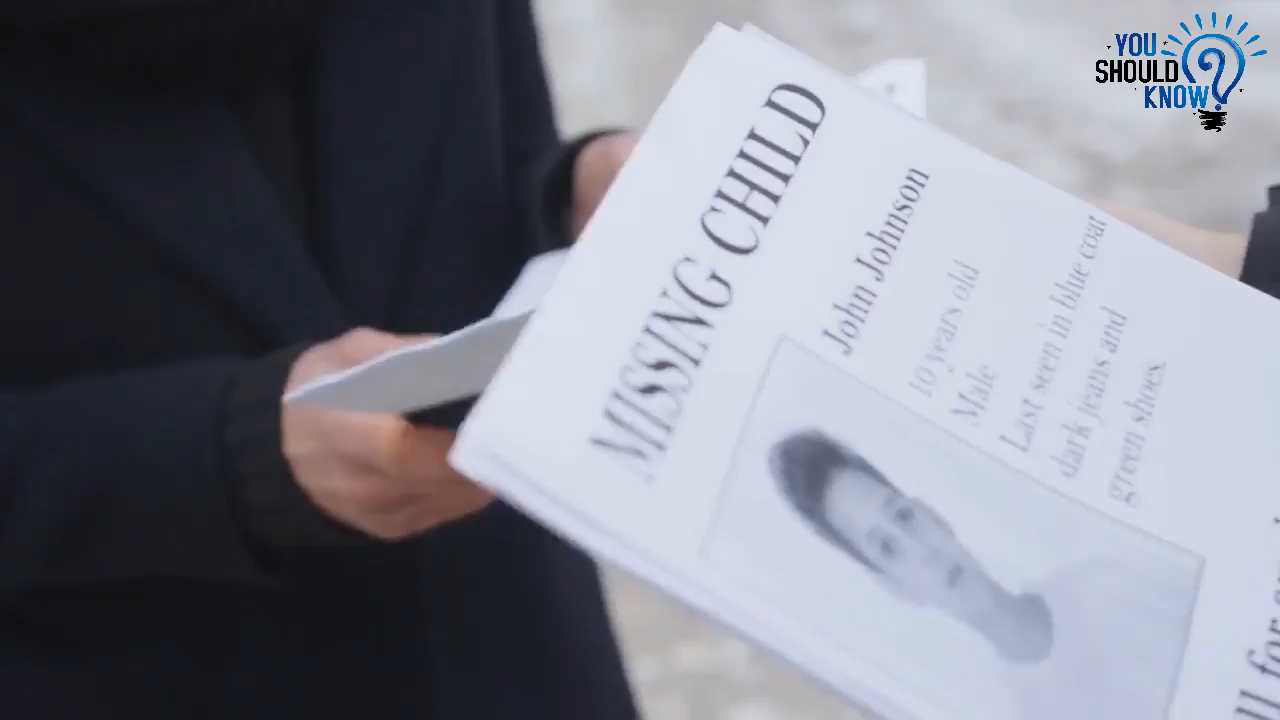 MISSING CHILD
John Johnson
10 years old
Male
Last seen in blue coat
dark jeans and
green shoes
for
YOU
SHOULD
KNOW